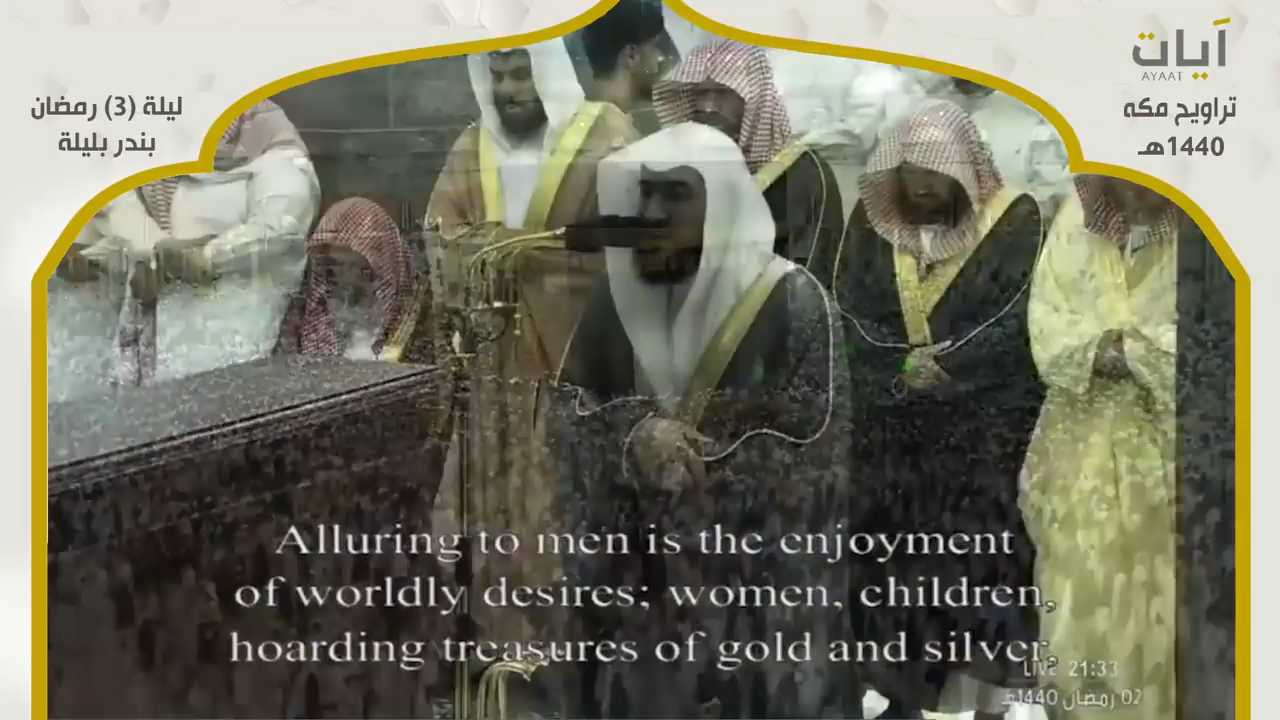 ليلة (3) رمضان
بندر بليلة
آيات
AYAAT
تراويح مكه
1440هـ
Alluring to men is the enjoyment
of worldly desires; women, children,
hoarding treasures of gold and silver,
LIVE 21:33
02 رمضان 1440هـ